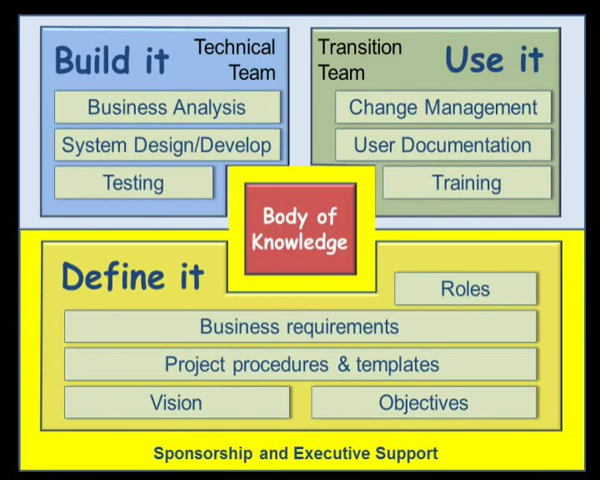 Build it
Technical
Team
Business Analysis
System Design/Develop
Testing
Transition
Team
Use it
Change Management
User Documentation
Training
Body of
Knowledge
Define it
Roles
Business requirements
Project procedures & templates
Vision
Objectives
Sponsorship and Executive Support